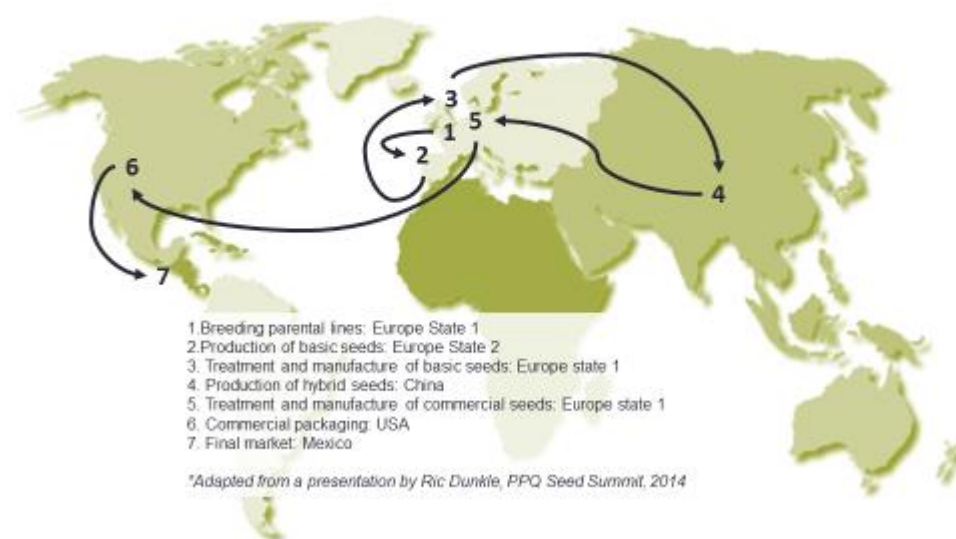 3
5
1
2
6
4
7
1.Breeding parental lines: Europe State 1
2.Production of basic seeds: Europe State 2
3. Treatment and manufacture of basic seeds: Europe state 1
4. Production of hybrid seeds: China
5. Treatment and manufacture of commercial seeds: Europe state 1
6. Commercial packaging: USA
7. Final market: Mexico
*Adapted from a presentation by Ric Dunkle, PPQ Seed Summit, 2014